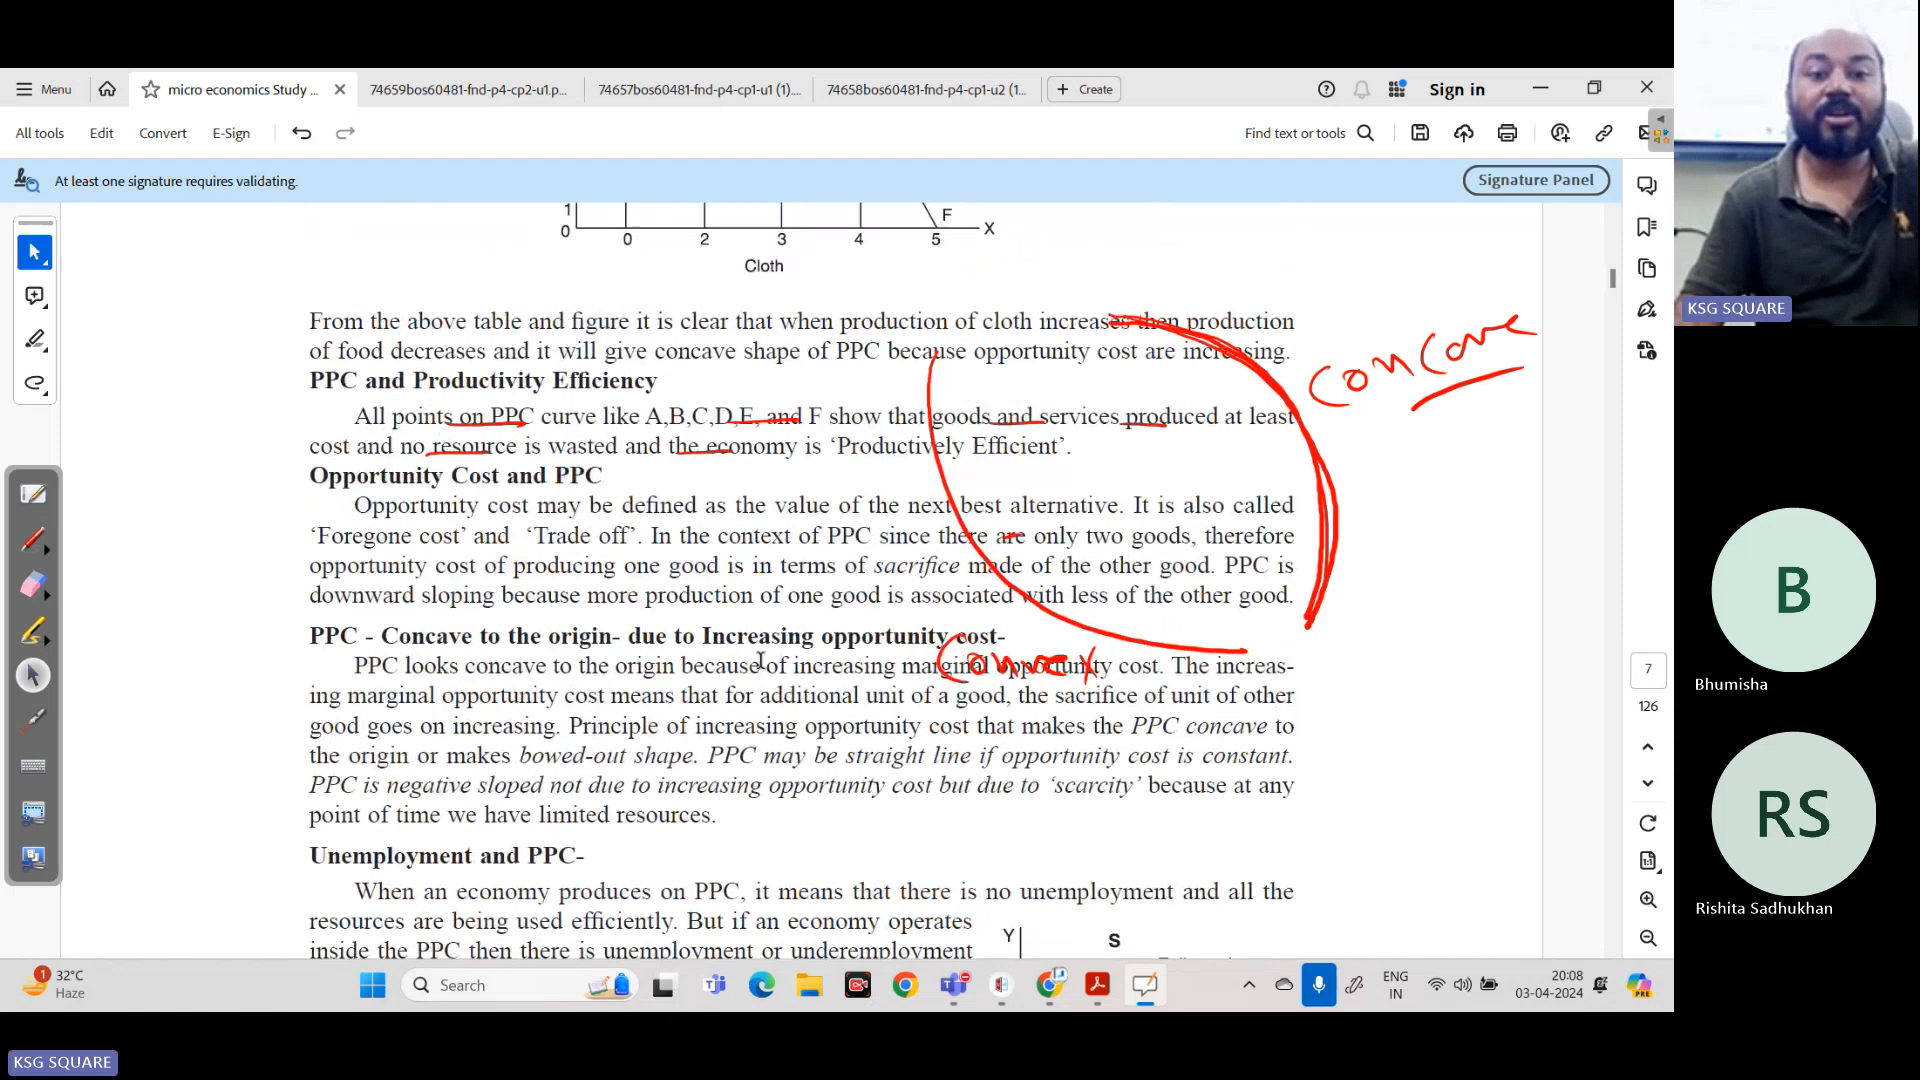 Menu
micro economics Study ...
74659bos60481-fnd-p4-cp2-u1.p...
74657bos60481-fnd-p4-cp1-u1 (1)....
74658bos60481-fnd-p4-cp1-u2 (1...
+ Create
Sign in
All tools
Edit
Convert
E-Sign
Find text or tools
At least one signature requires validating.
Signature Panel
1
0
0
2
3
4
5
F
X
Cloth
From the above table and figure it is clear that when production of cloth increases then production
of food decreases and it will give concave shape of PPC because opportunity cost are increasing.
PPC and Productivity Efficiency
All points on PPC curve like A,B,C,D,E, and F show that goods and services produced at least
cost and no resource is wasted and the economy is ‘Productively Efficient’.
Opportunity Cost and PPC
Opportunity cost may be defined as the value of the next best alternative. It is also called
‘Foregone cost’ and ‘Trade off’. In the context of PPC since there are only two goods, therefore
opportunity cost of producing one good is in terms of sacrifice made of the other good. PPC is
downward sloping because more production of one good is associated with less of the other good.
PPC - Concave to the origin- due to Increasing opportunity cost-
PPC looks concave to the origin because of increasing marginal opportunity cost. The increas-
ing marginal opportunity cost means that for additional unit of a good, the sacrifice of unit of other
good goes on increasing. Principle of increasing opportunity cost that makes the PPC concave to
the origin or makes bowed-out shape. PPC may be straight line if opportunity cost is constant.
PPC is negative sloped not due to increasing opportunity cost but due to ‘scarcity’ because at any
point of time we have limited resources.
Unemployment and PPC-
When an economy produces on PPC, it means that there is no unemployment and all the
resources are being used efficiently. But if an economy operates
inside the PPC then there is unemployment or underemployment
Y
S
Concave
Convex
7
126
KSG SQUARE
B
Bhumisha
RS
Rishita Sadhukhan
1
32°C
Haze
Search
ENG
IN
20:08
03-04-2024
PRE
KSG SQUARE